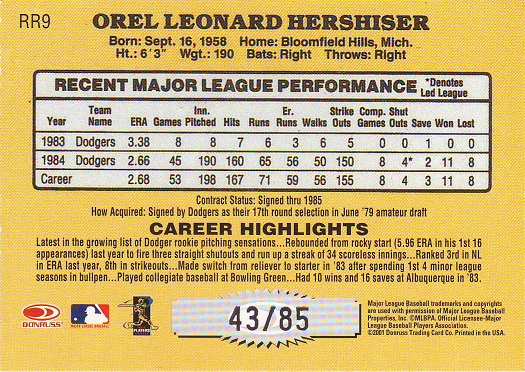 RR9
OREL LEONARD HERSHISER
Born: Sept. 16, 1958 Home: Bloomfield Hills, Mich.
Ht.: 6'3" Wgt.: 190 Bats: Right Throws: Right
RECENT MAJOR LEAGUE PERFORMANCE *Denotes Led League
Year Team Name ERA Games Inn. Pitched Hits Runs Er. Runs Walks Strike Outs Comp. Games Shut Outs Save Won Lost
1983 Dodgers 3.38 8 8 7 6 3 6 5 0 0 1 0 0
1984 Dodgers 2.66 45 190 160 65 56 50 150 8 4* 2 11 8
Career 2.68 53 198 167 71 59 56 155 8 4 3 11 8
Contract Status: Signed thru 1985
How Acquired: Signed by Dodgers as their 17th round selection in June '79 amateur draft
CAREER HIGHLIGHTS
Latest in the growing list of Dodger rookie pitching sensations...Rebounded from rocky start (5.96 ERA in his 1st 16
appearances) last year to fire three straight shutouts and run up a streak of 34 scoreless innings...Ranked 3rd in NL
in ERA last year, 8th in strikeouts...Made switch from reliever to starter in '83 after spending 1st 4 minor league
seasons in bullpen...Played collegiate baseball at Bowling Green...Had 10 wins and 16 saves at Albuquerque in '83.
DONRUSS
MAJOR LEAGUE BASEBALL
PLAYERS
43/85
Major League Baseball trademarks and copyrights
are used with permission of Major League Baseball
Properties, Inc. ©MLBPA. Official Licensee-Major
League Baseball Players Association.
©2001 Donruss Trading Card Co. Printed in the USA.